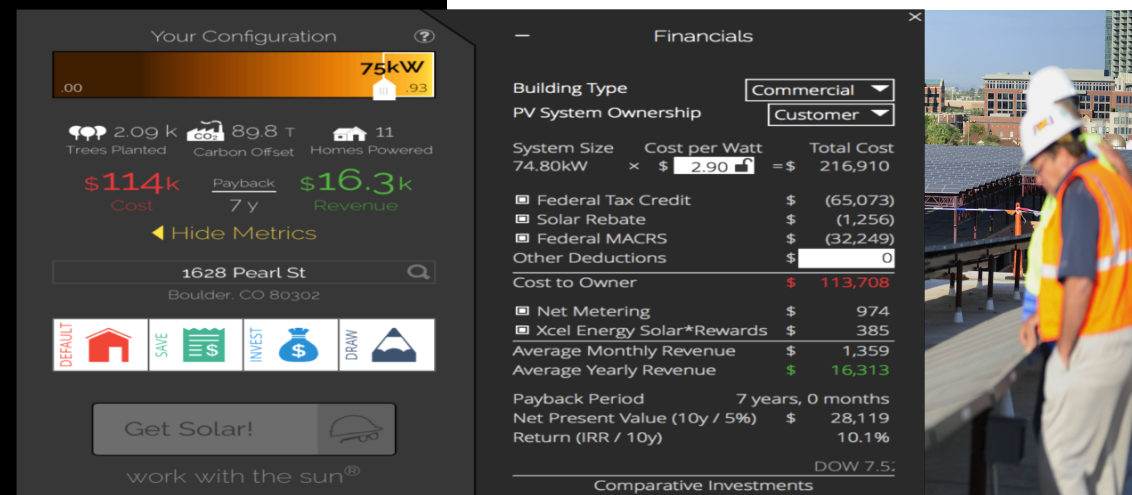 Your Configuration ?
75kW
.00 .93
2.09 k 89.8 T 11
Trees Planted Carbon Offset Homes Powered
CO2
$114k Payback $16.3k
Cost 7 y Revenue
Hide Metrics
1628 Pearl St
Boulder, CO 80302
DEFAULT SAVE $ INVEST $ DRAW
Get Solar!
work with the sun®
Financials
Building Type Commercial
PV System Ownership Customer
System Size Cost per Watt Total Cost
74.80kW × $ 2.90 =$ 216,910
Federal Tax Credit $ (65,073)
Solar Rebate $ (1,256)
Federal MACRS $ (32,249)
Other Deductions $ 0
Cost to Owner $ 113,708
Net Metering $ 974
Xcel Energy Solar*Rewards $ 385
Average Monthly Revenue $ 1,359
Average Yearly Revenue $ 16,313
Payback Period 7 years, 0 months
Net Present Value (10y / 5%) $ 28,119
Return (IRR / 10y) 10.1%
DOW 7.5
Comparative Investments